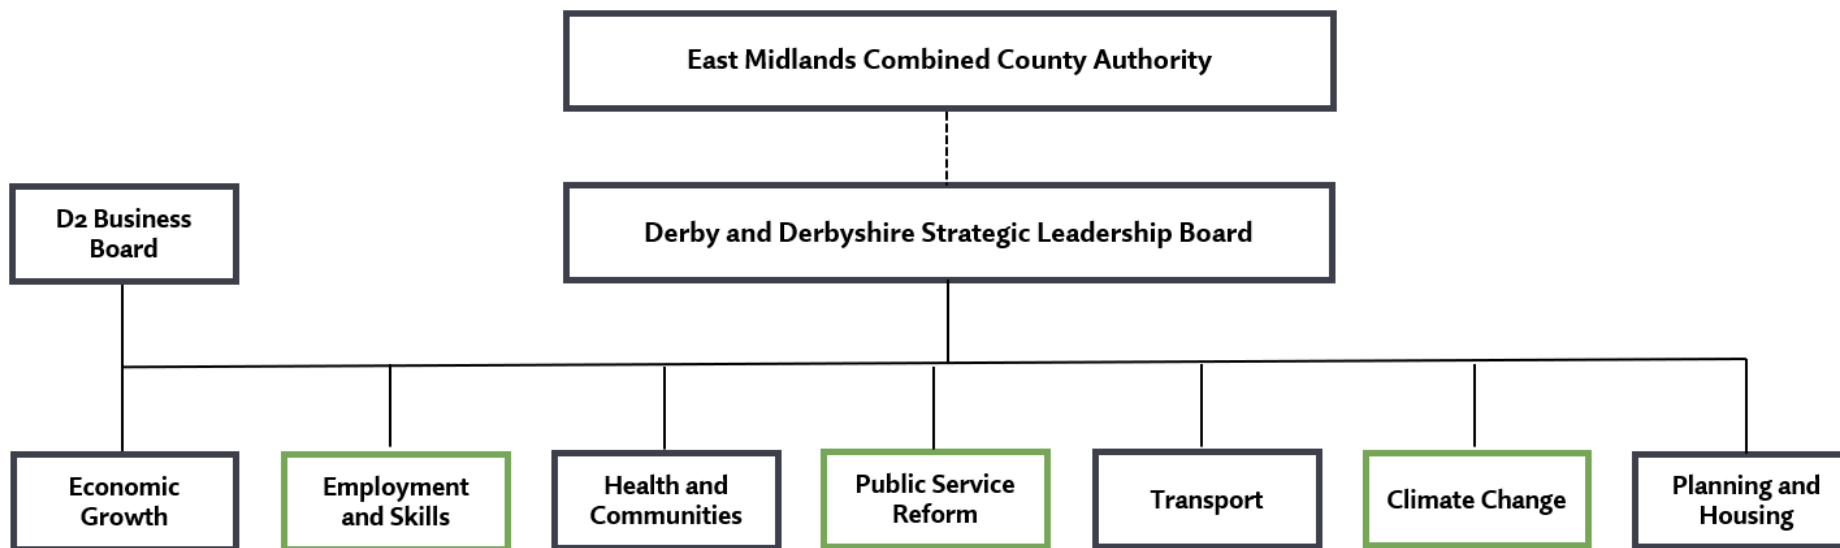 East Midlands Combined County Authority
D2 Business
Board
Derby and Derbyshire Strategic Leadership Board
Economic
Growth
Employment
and Skills
Health and
Communities
Public Service
Reform
Transport
Climate Change
Planning and
Housing